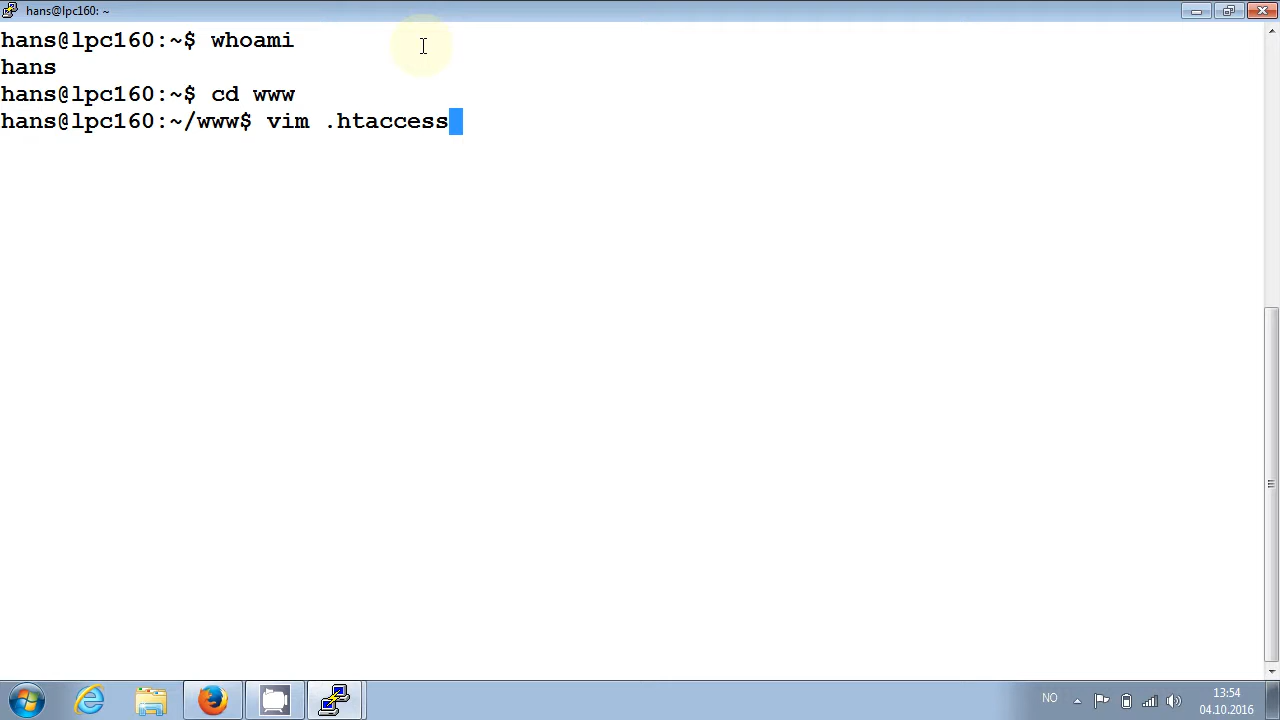 hans@lpc160: ~
hans@lpc160:~$ whoami
hans
hans@lpc160:~$ cd www
hans@lpc160:~/www$ vim .htaccess
NO
13:54
04.10.2016